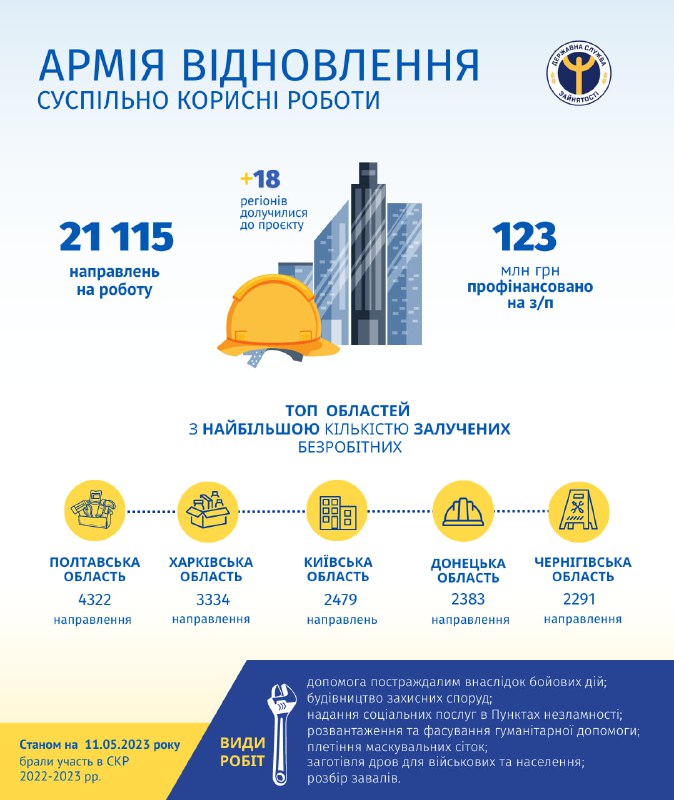 АРМІЯ ВІДНОВЛЕННЯ
СУСПІЛЬНО КОРИСНІ РОБОТИ
ДЕРЖАВНА СЛУЖБА
ЗАЙНЯТОСТІ
+18
регіонів
долучилися
до проєкту
21 115
направлень
на роботу
123
млн грн
профінансовано
на з/п
ТОП ОБЛАСТЕЙ
З НАЙБІЛЬШОЮ КІЛЬКІСТЮ ЗАЛУЧЕНИХ
БЕЗРОБІТНИХ
ПОЛТАВСЬКА
ОБЛАСТЬ
4322
направлення
ХАРКІВСЬКА
ОБЛАСТЬ
3334
направлення
КИЇВСЬКА
ОБЛАСТЬ
2479
направлень
ДОНЕЦЬКА
ОБЛАСТЬ
2383
направлення
ЧЕРНІГІВСЬКА
ОБЛАСТЬ
2291
направлення
Станом на 11.05.2023 року
брали участь в СКР
2022-2023 рр.
ВИДИ
РОБІТ
допомога постраждалим внаслідок бойових дій;
будівництво захисних споруд;
надання соціальних послуг в Пунктах незламності;
розвантаження та фасування гуманітарної допомоги;
плетіння маскувальних сіток;
заготівля дров для військових та населення;
розбір завалів.